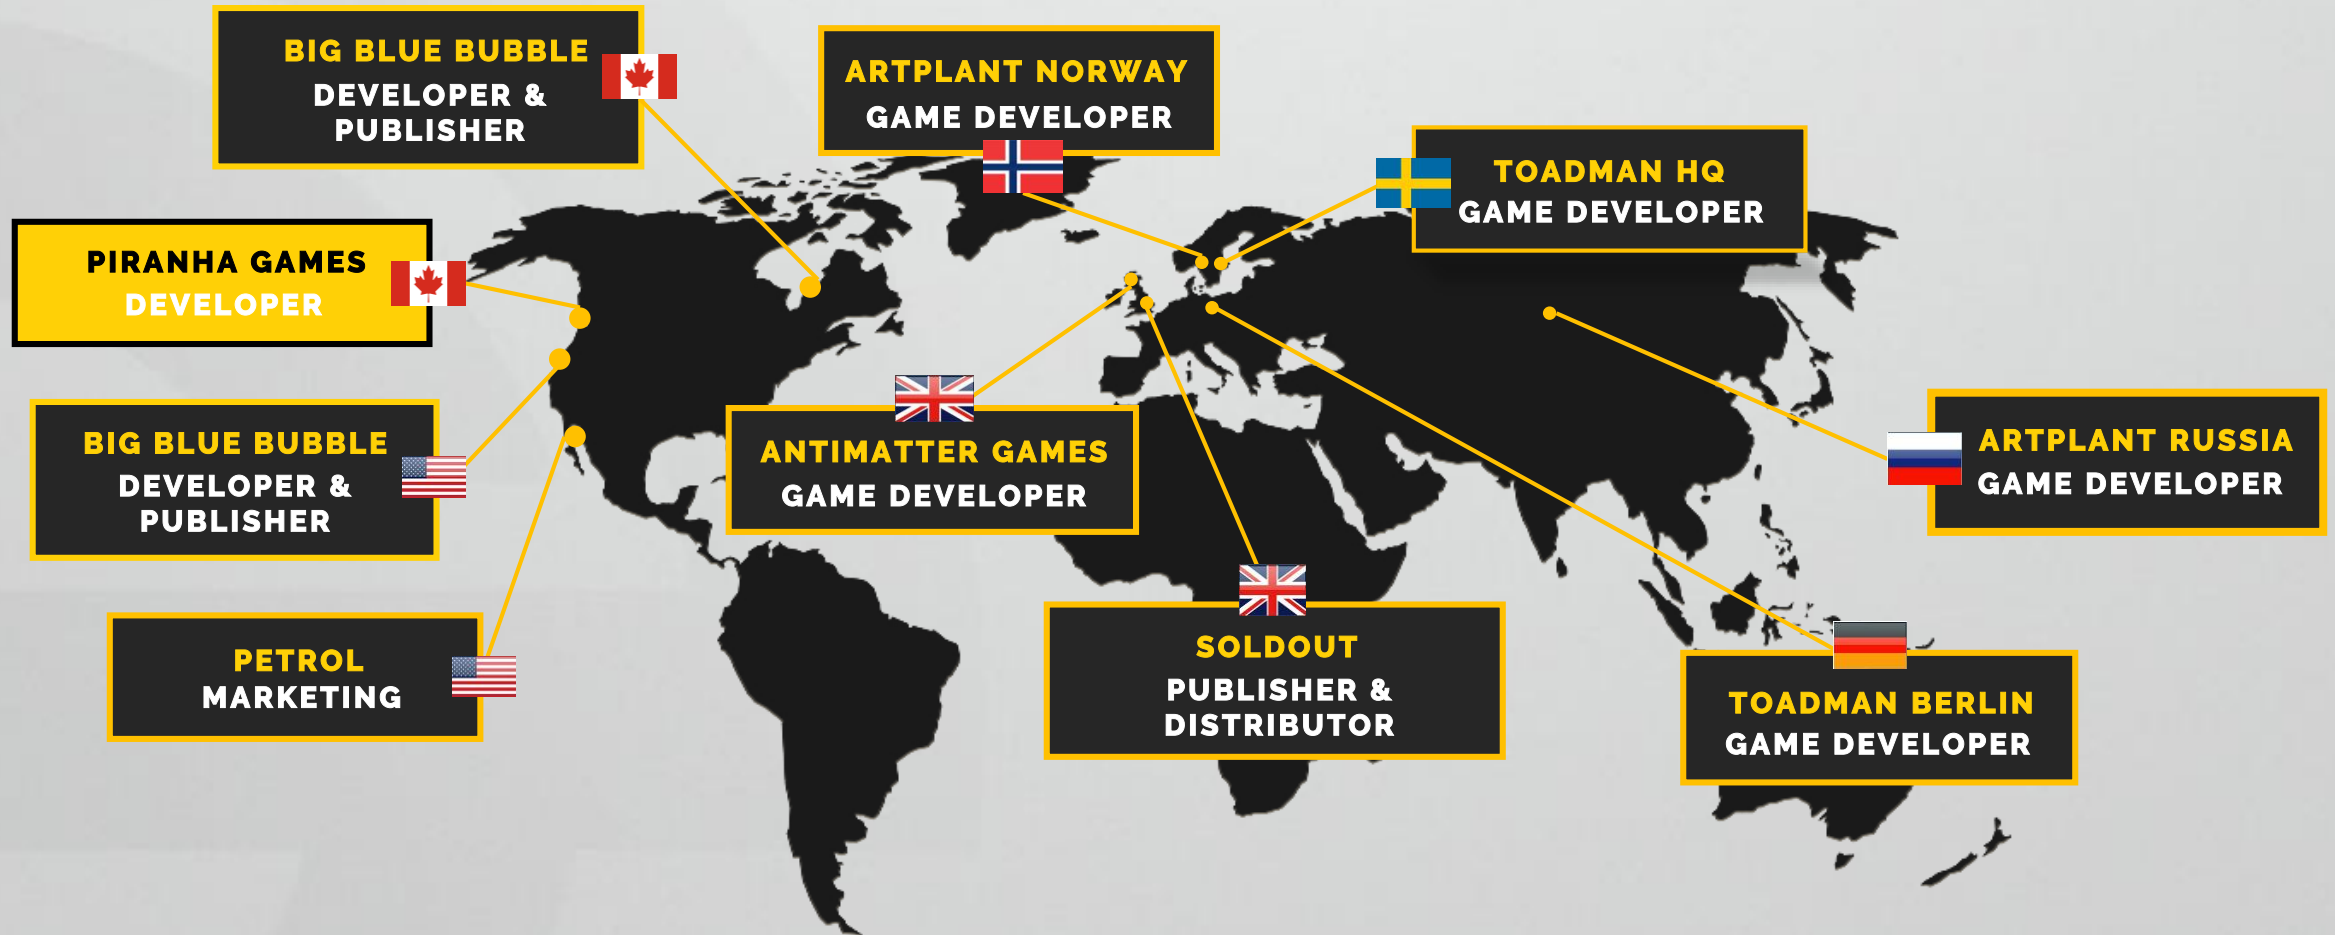 BIG BLUE BUBBLE
DEVELOPER &
PUBLISHER
ARTPLANT NORWAY
GAME DEVELOPER
TOADMAN HQ
GAME DEVELOPER
PIRANHA GAMES
DEVELOPER
BIG BLUE BUBBLE
DEVELOPER &
PUBLISHER
ANTIMATTER GAMES
GAME DEVELOPER
ARTPLANT RUSSIA
GAME DEVELOPER
PETROL
MARKETING
SOLDOUT
PUBLISHER &
DISTRIBUTOR
TOADMAN BERLIN
GAME DEVELOPER